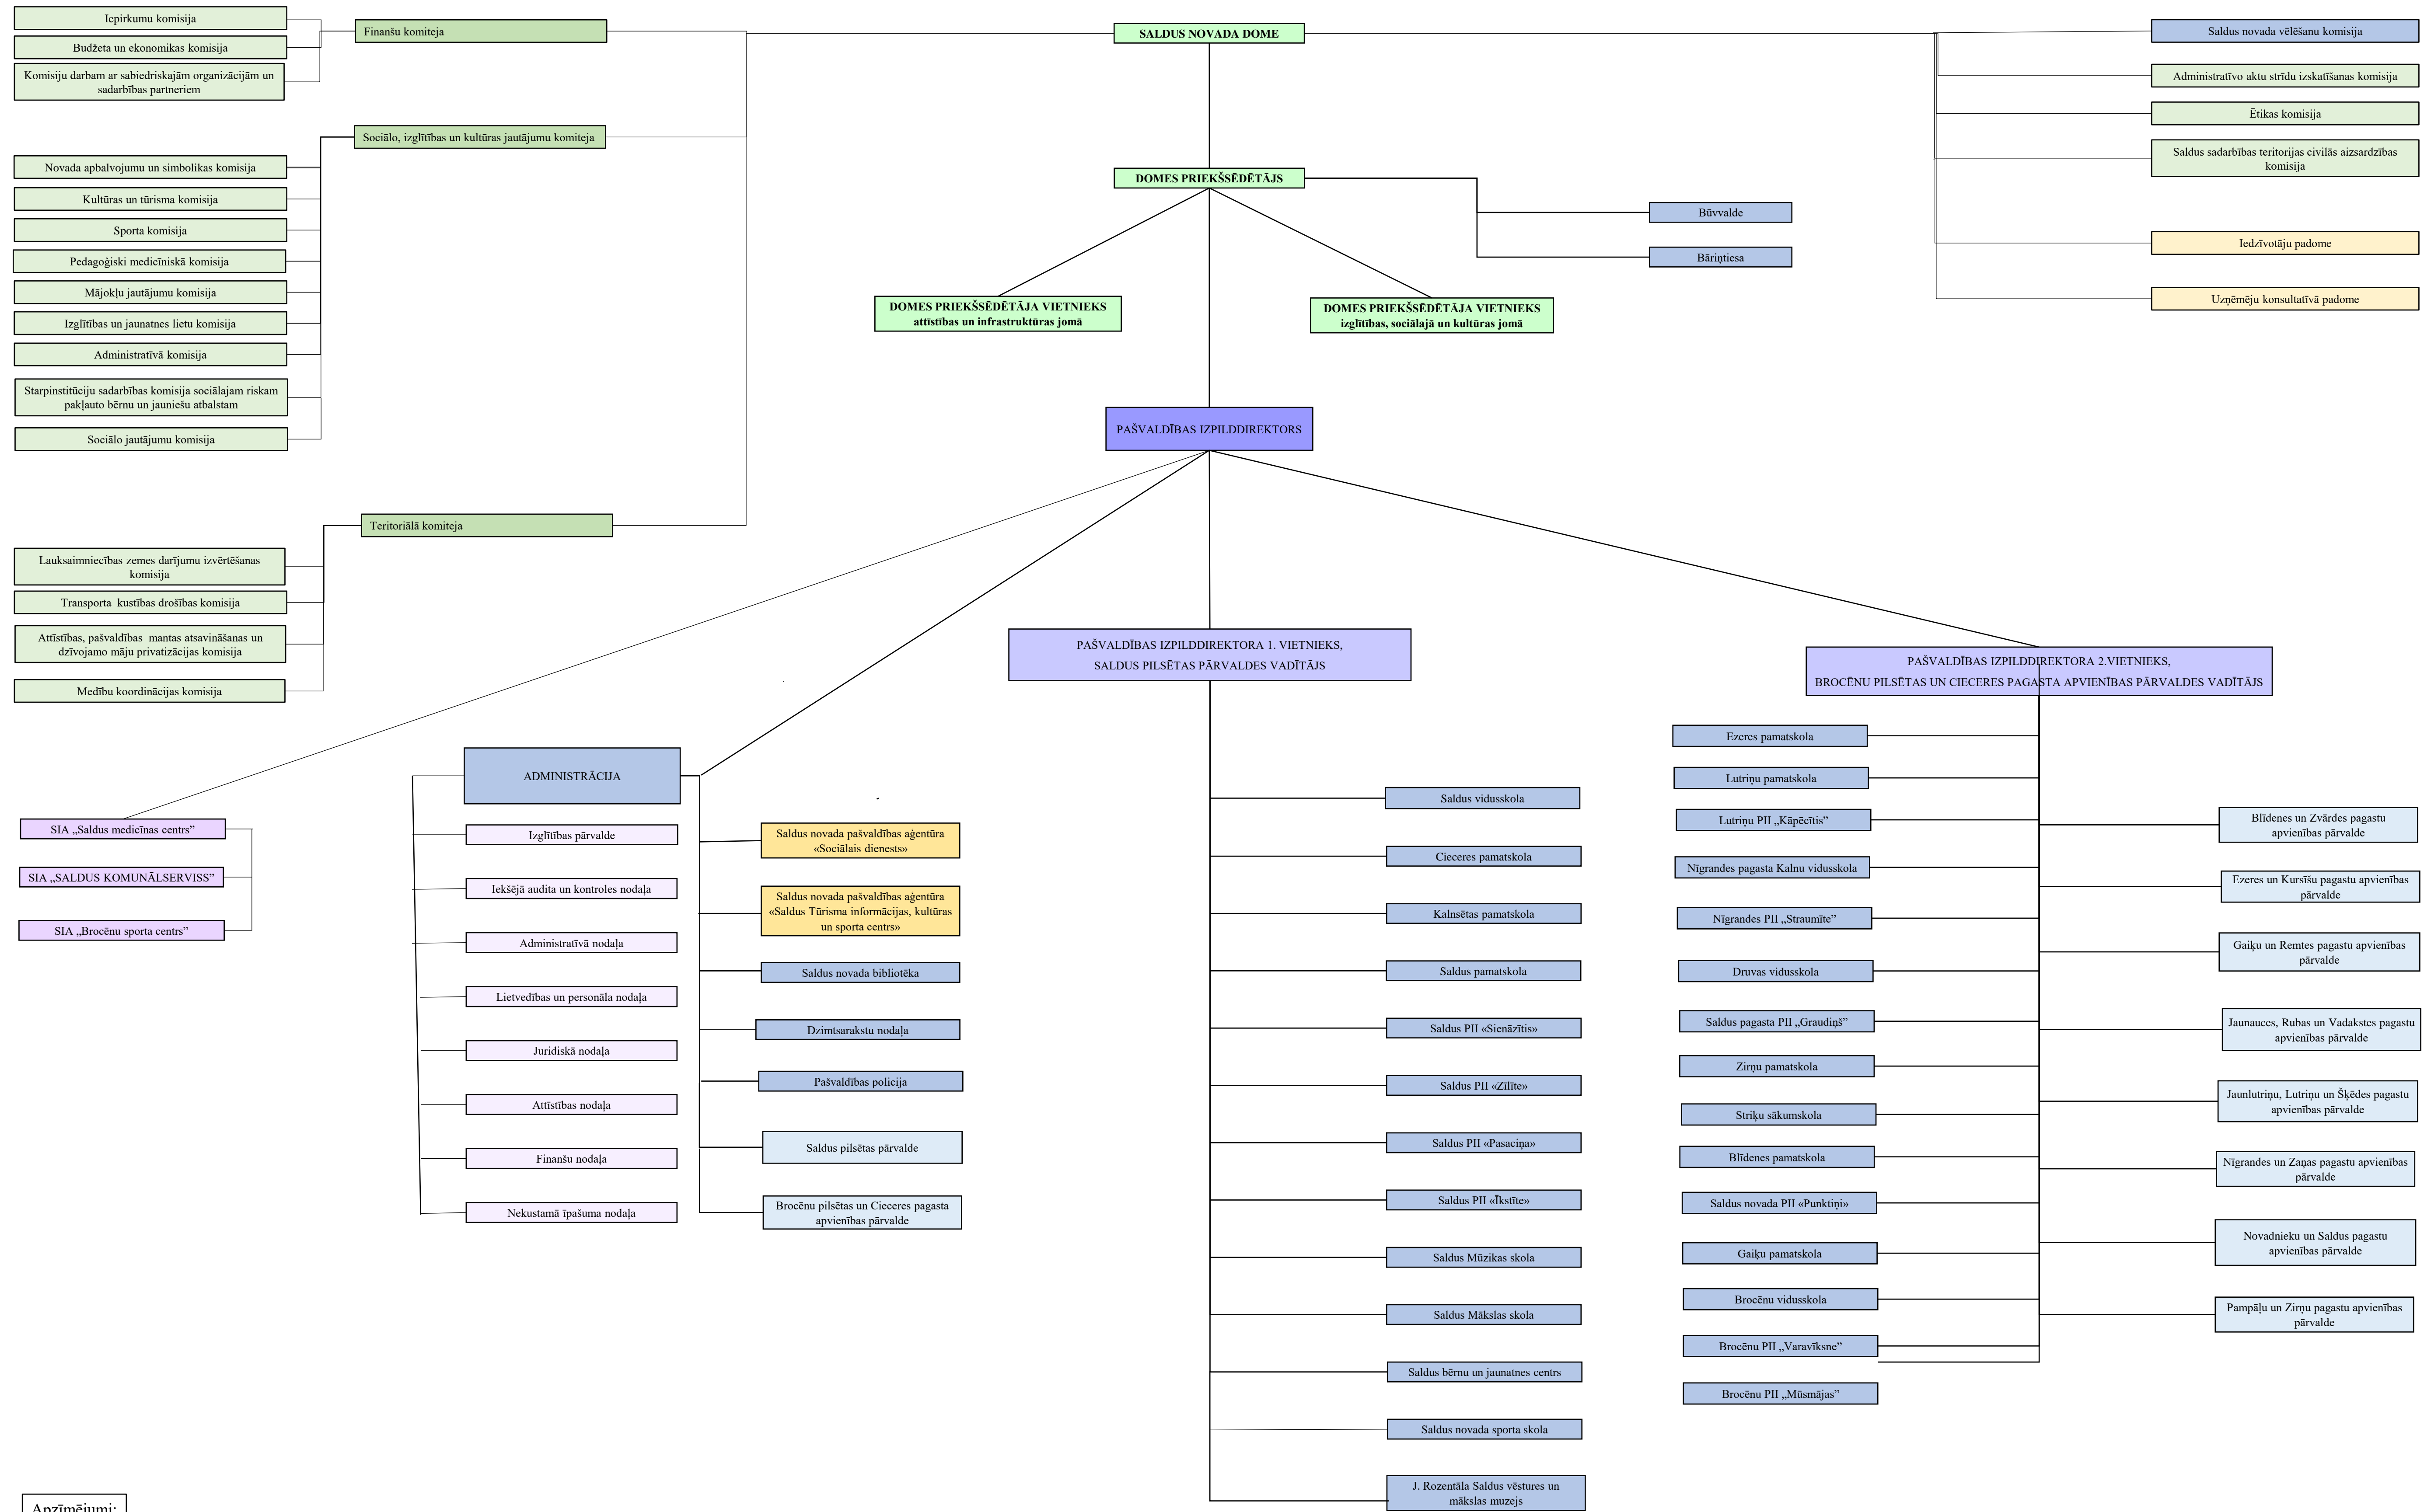 Iepirkumu komisija
Budžeta un ekonomikas komisija
Komisiju darbam ar sabiedriskajām organizācijām un
sadarbības partneriem
Finanšu komiteja
Sociālo, izglītības un kultūras jautājumu komiteja
Novada apbalvojumu un simbolikas komisija
Kultūras un tūrisma komisija
Sporta komisija
Pedagoģiski medicīniskā komisija
Mājokļu jautājumu komisija
Izglītības un jaunatnes lietu komisija
Administratīvā komisija
Starpinstitūciju sadarbības komisija sociālajam riskam
pakļauto bērnu un jauniešu atbalstam
Sociālo jautājumu komisija
Teritoriālā komiteja
Lauksaimniecības zemes darījumu izvērtēšanas
komisija
Transporta  kustības drošības komisija
Attīstības, pašvaldības  mantas atsavināšanas un
dzīvojamo māju privatizācijas komisija
Medību koordinācijas komisija
SALDUS NOVADA DOME
DOMES PRIEKŠSĒDĒTĀJS
Būvvalde
Bāriņtiesa
DOMES PRIEKŠSĒDĒTĀJA VIETNIEKS
attīstības un infrastruktūras jomā
DOMES PRIEKŠSĒDĒTĀJA VIETNIEKS
izglītības, sociālajā un kultūras jomā
Saldus novada vēlēšanu komisija
Administratīvo aktu strīdu izskatīšanas komisija
Ētikas komisija
Saldus sadarbības teritorijas civilās aizsardzības
komisija
Iedzīvotāju padome
Uzņēmēju konsultatīvā padome
PAŠVALDĪBAS IZPILDDIREKTORS
PAŠVALDĪBAS IZPILDDIREKTORA 1. VIETNIEKS,
SALDUS PILSĒTAS PĀRVALDES VADĪTĀJS
PAŠVALDĪBAS IZPILDDIREKTORA 2.VIETNIEKS,
BROCĒNU PILSĒTAS UN CIECERES PAGASTA APVIENĪBAS PĀRVALDES VADĪTĀJS
SIA „Saldus medicīnas centrs”
SIA „SALDUS KOMUNĀLSERVISS”
SIA „Brocēnu sporta centrs”
ADMINISTRĀCIJA
Izglītības pārvalde
Iekšējā audita un kontroles nodaļa
Administratīvā nodaļa
Lietvedības un personāla nodaļa
Juridiskā nodaļa
Attīstības nodaļa
Finanšu nodaļa
Nekustamā īpašuma nodaļa
Saldus novada pašvaldības aģentūra
«Sociālais dienests»
Saldus novada pašvaldības aģentūra
«Saldus Tūrisma informācijas, kultūras
un sporta centrs»
Saldus novada bibliotēka
Dzimtsarakstu nodaļa
Pašvaldības policija
Saldus pilsētas pārvalde
Brocēnu pilsētas un Cieceres pagasta
apvienības pārvalde
Saldus vidusskola
Cieceres pamatskola
Kalnsētas pamatskola
Saldus pamatskola
Saldus PII «Sienāzītis»
Saldus PII «Zīlīte»
Saldus PII «Pasaciņa»
Saldus PII «Īkstīte»
Saldus Mūzikas skola
Saldus Mākslas skola
Saldus bērnu un jaunatnes centrs
Saldus novada sporta skola
J. Rozentāla Saldus vēstures un
mākslas muzejs
Ezeres pamatskola
Lutriņu pamatskola
Lutriņu PII „Kāpēcītis”
Nīgrandes pagasta Kalnu vidusskola
Nīgrandes PII „Straumīte”
Druvas vidusskola
Saldus pagasta PII „Graudiņš”
Zirņu pamatskola
Striķu sākumskola
Blīdenes pamatskola
Saldus novada PII «Punktiņi»
Gaiķu pamatskola
Brocēnu vidusskola
Brocēnu PII „Varavīksne”
Brocēnu PII „Mūsmājas”
Blīdenes un Zvārdes pagastu
apvienības pārvalde
Ezeres un Kursīšu pagastu apvienības
pārvalde
Gaiķu un Remtes pagastu apvienības
pārvalde
Jaunauces, Rubas un Vadakstes pagastu
apvienības pārvalde
Jaunlutriņu, Lutriņu un Šķēdes pagastu
apvienības pārvalde
Nīgrandes un Zaņas pagastu apvienības
pārvalde
Novadnieku un Saldus pagastu
apvienības pārvalde
Pampāļu un Zirņu pagastu apvienības
pārvalde
Apzīmējumi: